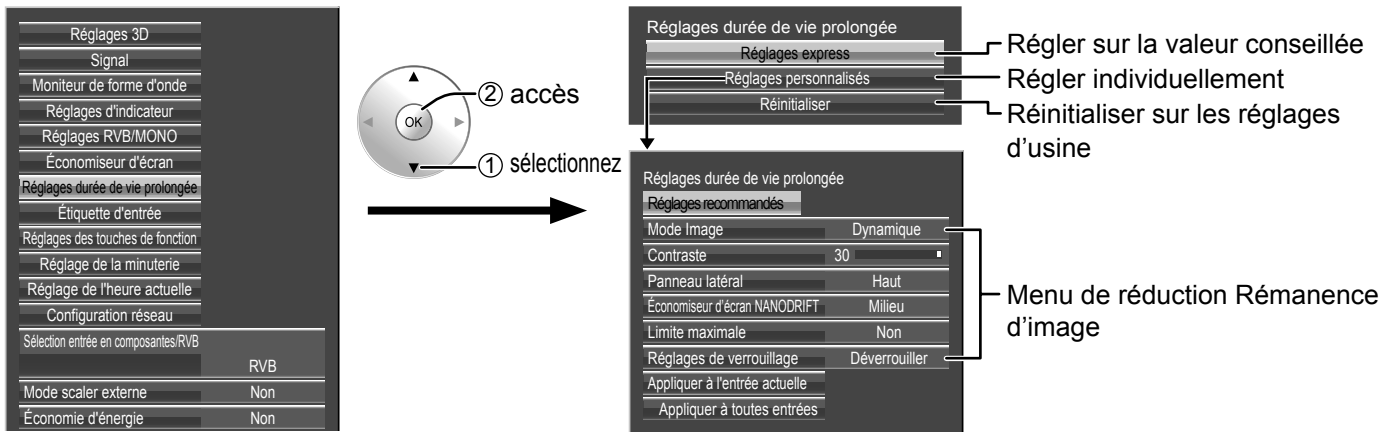 Réglages 3D
Signal
Moniteur de forme d'onde
Réglages d'indicateur
Réglages RVB/MONO
Économiseur d'écran
Réglages durée de vie prolongée
Étiquette d'entrée
Réglages des touches de fonction
Réglage de la minuterie
Réglage de l'heure actuelle
Configuration réseau
Sélection entrée en composantes/RVB
RVB
Mode scaler externe Non
Économie d'énergie Non
OK
② accès
① sélectionnez
Réglages durée de vie prolongée
Réglages express
Réglages personnalisés
Réinitialiser
Régler sur la valeur conseillée
Régler individuellement
Réinitialiser sur les réglages
d’usine
Réglages durée de vie prolongée
Réglages recommandés
Mode Image Dynamique
Contraste 30
Panneau latéral Haut
Économiseur d'écran NANODRIFT Milieu
Limite maximale Non
Réglages de verrouillage Déverrouiller
Appliquer à l'entrée actuelle
Appliquer à toutes entrées
Menu de réduction Rémanence
d’image